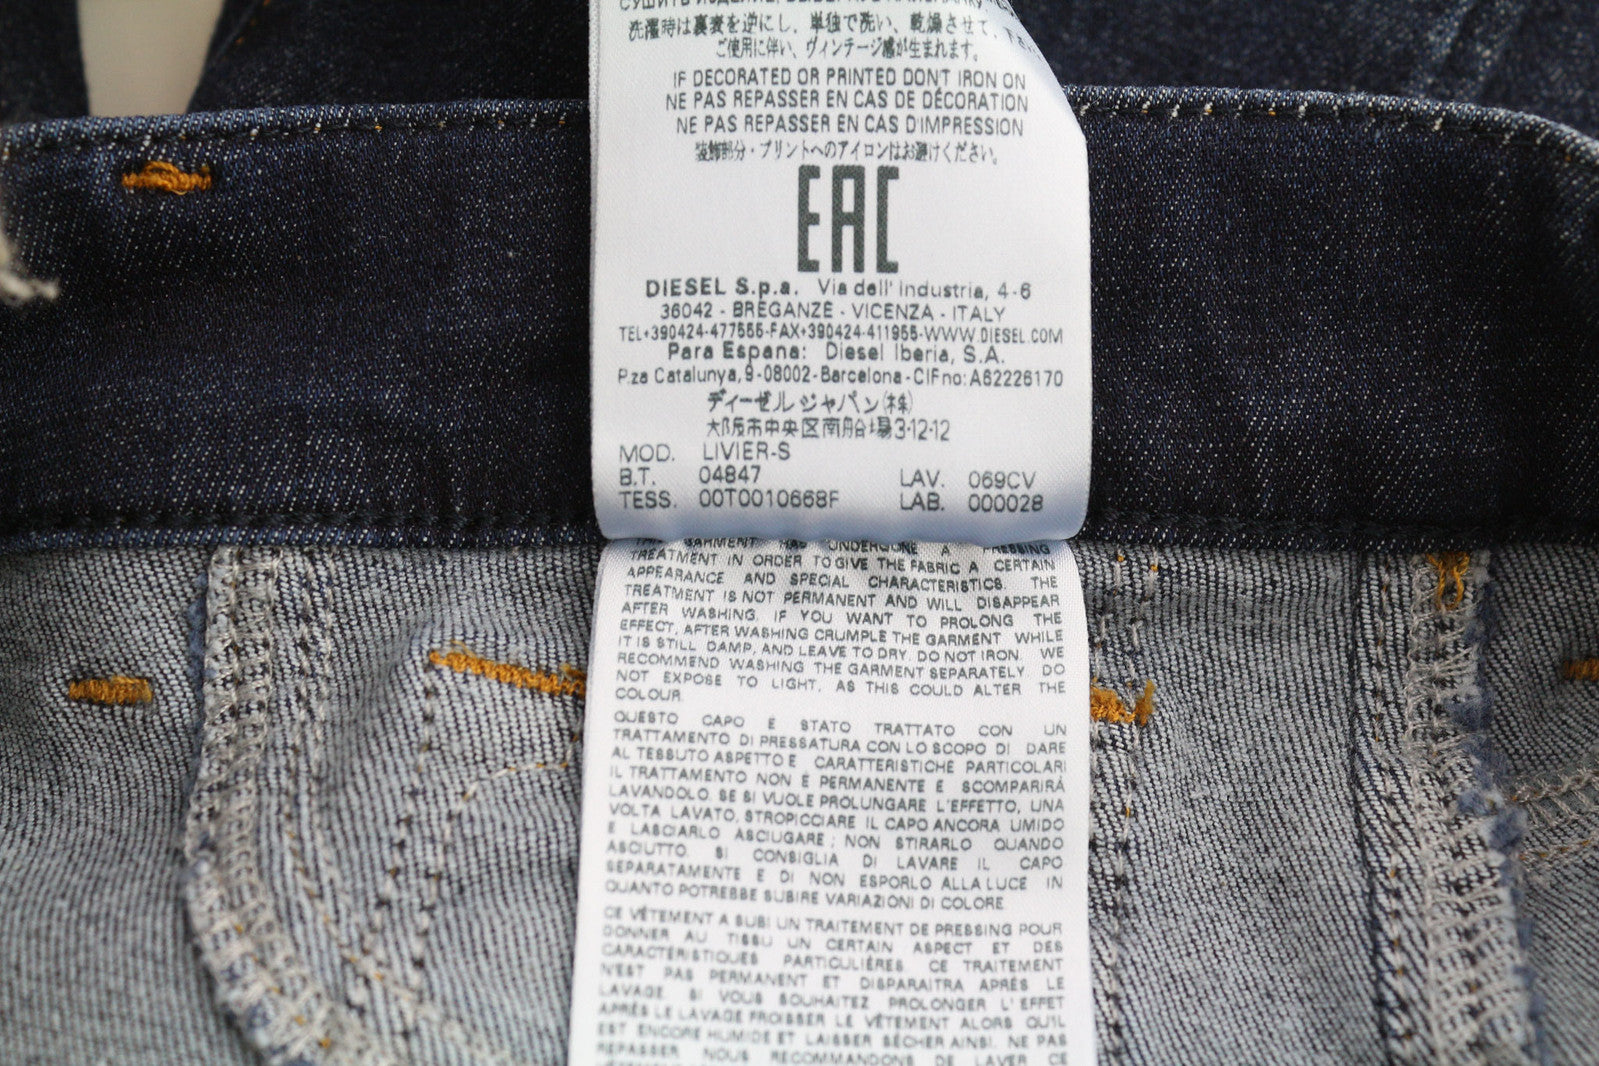 洗濯時は裏表を逆にし、単独で洗い、乾燥させて、
ご使用に伴い、ヴィンテージ感が生まれます。
IF DECORATED OR PRINTED DON'T IRON ON
NE PAS REPASSER EN CAS DE DÉCORATION
NE PAS REPASSER EN CAS D'IMPRESSION
装飾部分・プリントへのアイロンはお避けください。
EAC
DIESEL S.p.a. Via dell' Industria, 4-6
36042 - BREGANZE - VICENZA - ITALY
TEL+390424-477555-FAX+390424-411955-WWW.DIESEL.COM
Para Espana: Diesel Iberia, S.A.
P.za Catalunya,9-08002-Barcelona-CIFno:A62226170
ディーゼルジャパン(株)
大阪市中央区南船場3-12-12
MOD. LIVIER-S
B.T. 04847 LAV. 069CV
TESS. 00T0010668F LAB. 000028
GARMENT HAS UNDERGONE A PRESSING
TREATMENT IN ORDER TO GIVE THE FABRIC A CERTAIN
APPEARANCE AND SPECIAL CHARACTERISTICS. THE
TREATMENT IS NOT PERMANENT AND WILL DISAPPEAR
AFTER WASHING. IF YOU WANT TO PROLONG THE
EFFECT, AFTER WASHING CRUMPLE THE GARMENT WHILE
IT IS STILL DAMP, AND LEAVE TO DRY. DO NOT IRON. WE
RECOMMEND WASHING THE GARMENT SEPARATELY. DO
NOT EXPOSE TO LIGHT, AS THIS COULD ALTER THE
COLOUR.
QUESTO CAPO E STATO TRATTATO CON UN
TRATTAMENTO DI PRESSATURA CON LO SCOPO DI DARE
AL TESSUTO ASPETTO E CARATTERISTICHE PARTICOLARI
IL TRATTAMENTO NON È PERMANENTE E SCOMPARIRÀ
LAVANDOLO. SE SI VUOLE PROLUNGARE L'EFFETTO, UNA
VOLTA LAVATO, STROPICCIARE IL CAPO ANCORA UMIDO
E LASCIARLO ASCIUGARE; NON STIRARLO QUANDO
ASCIUTTO. SI CONSIGLIA DI LAVARE IL CAPO
SEPARATAMENTE E DI NON ESPORLO ALLA LUCE IN
QUANTO POTREBBE SUBIRE VARIAZIONI DI COLORE
CE VÊTEMENT A SUBI UN TRAITEMENT DE PRESSING POUR
DONNER AU TISSU UN CERTAIN ASPECT ET DES
CARACTÉRISTIQUES PARTICULIÈRES. CE TRAITEMENT
N'EST PAS PERMANENT ET DISPARAITRA APRÈS LE
LAVAGE. SI VOUS SOUHAITEZ PROLONGER L'EFFET
APRÈS LE LAVAGE FROISSER LE VÊTEMENT ALORS QU'IL
EST ENCORE HUMIDE ET LAISSER SÉCHER AINSI. NE PAS
REPASSER. NOUS RECOMMANDONS DE LAVER CE